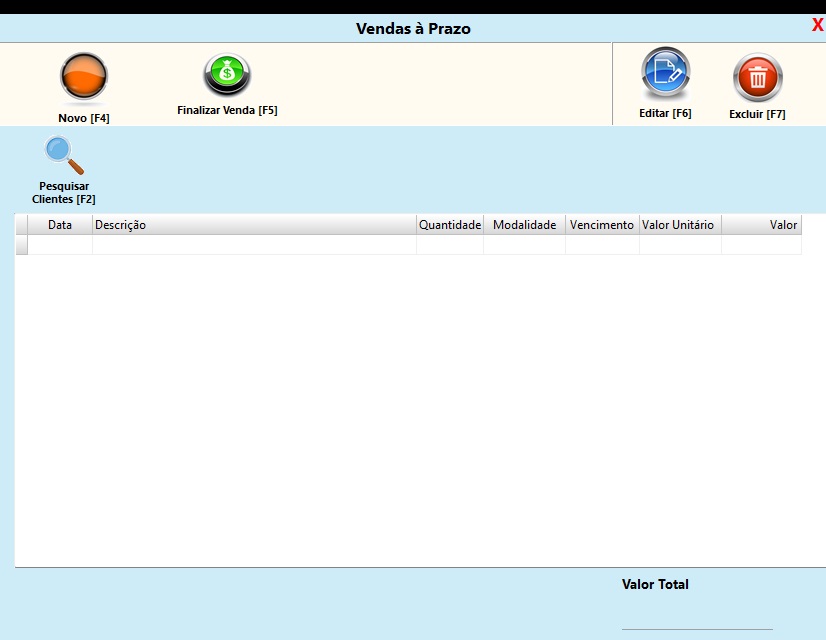 Vendas à Prazo
X
Novo [F4]
Finalizar Venda [F5]
Editar [F6]
Excluir [F7]
Pesquisar
Clientes [F2]
Data Descrição Quantidade Modalidade Vencimento Valor Unitário Valor
Valor Total